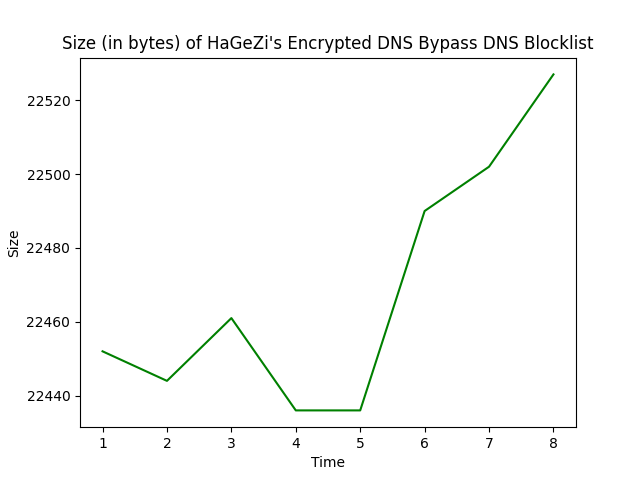 Size (in bytes) of HaGeZi's Encrypted DNS Bypass DNS Blocklist
22520
22500
22480
22460
22440
Size
1 2 3 4 5 6 7 8
Time